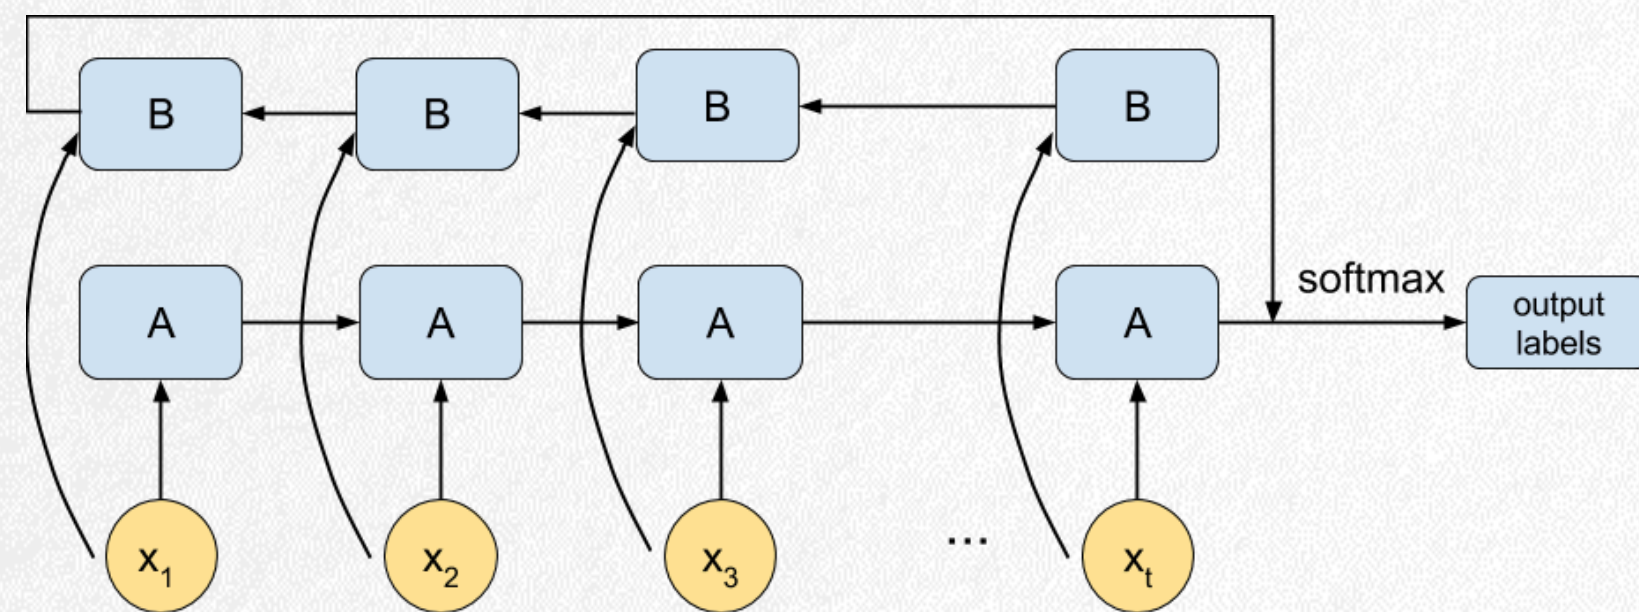 B B B B
softmax
A A A A
output
labels
x₁ x₂ x₃ ... xₜ